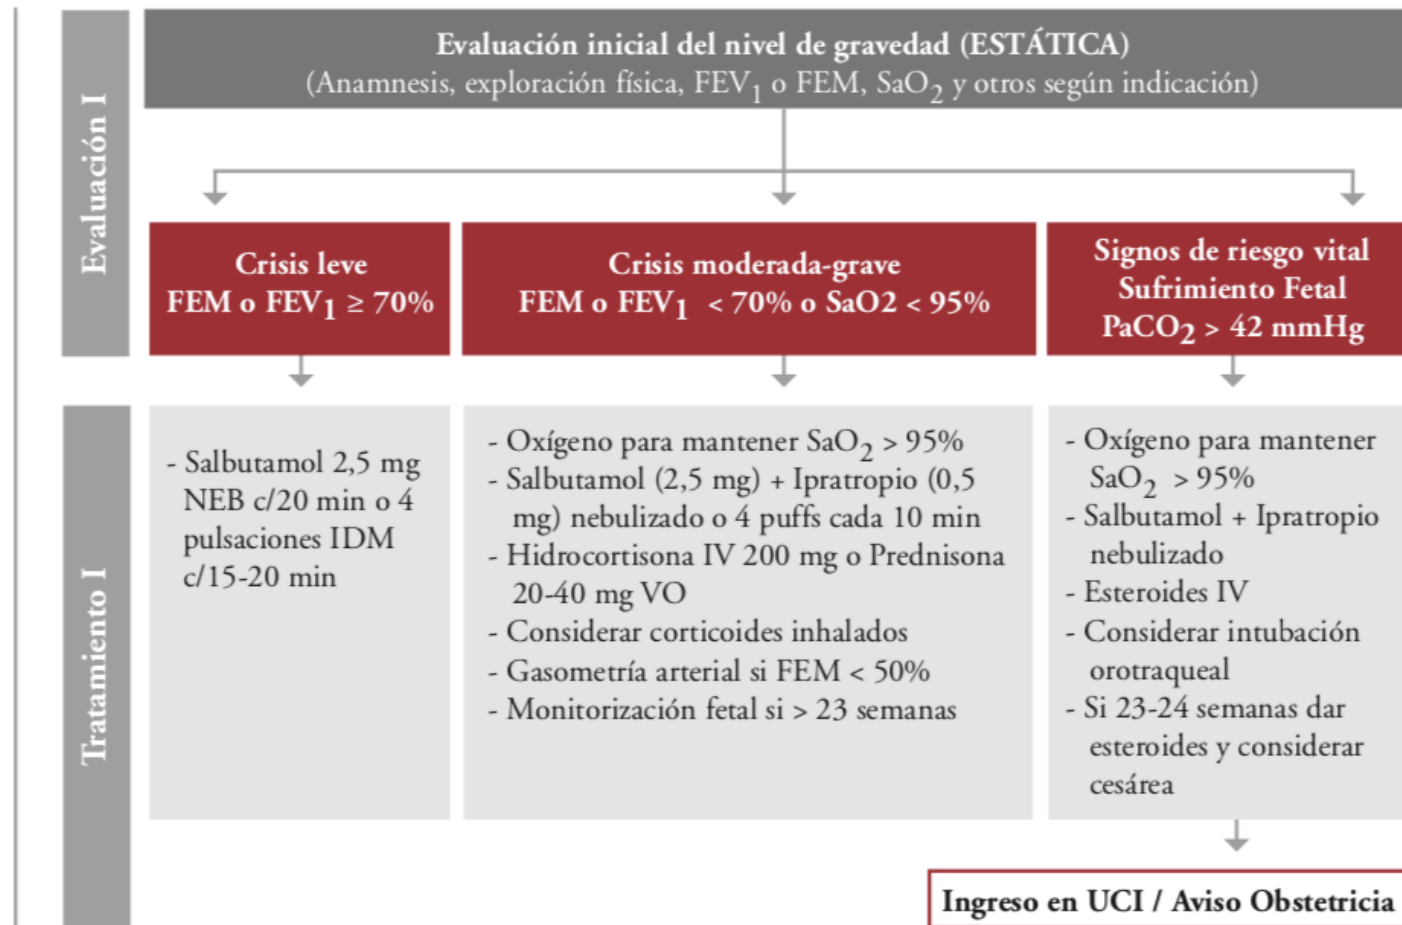 Evaluación I
Evaluación inicial del nivel de gravedad (ESTÁTICA)
(Anamnesis, exploración física, FEV1 o FEM, SaO2 y otros según indicación)
Crisis leve
FEM o FEV1 ≥ 70%
Crisis moderada-grave
FEM o FEV1 < 70% o SaO2 < 95%
Signos de riesgo vital
Sufrimiento Fetal
PaCO2 > 42 mmHg
Tratamiento I
- Salbutamol 2,5 mg
NEB c/20 min o 4
pulsaciones IDM
c/15-20 min
- Oxígeno para mantener SaO2 > 95%
- Salbutamol (2,5 mg) + Ipratropio (0,5
mg) nebulizado o 4 puffs cada 10 min
- Hidrocortisona IV 200 mg o Prednisona
20-40 mg VO
- Considerar corticoides inhalados
- Gasometría arterial si FEM < 50%
- Monitorización fetal si > 23 semanas
- Oxígeno para mantener
SaO2 > 95%
- Salbutamol + Ipratropio
nebulizado
- Esteroides IV
- Considerar intubación
orotraqueal
- Si 23-24 semanas dar
esteroides y considerar
cesárea
Ingreso en UCI / Aviso Obstetricia